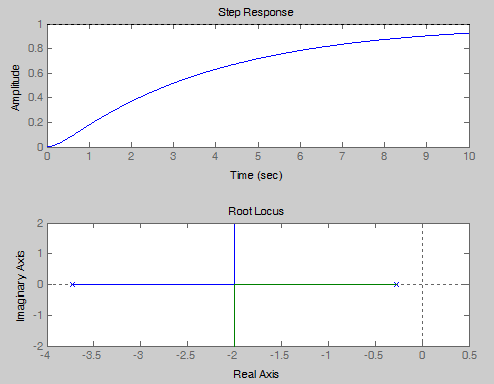 Step Response
Amplitude
1
0.8
0.6
0.4
0.2
0
0 1 2 3 4 5 6 7 8 9 10
Time (sec)
Root Locus
Imaginary Axis
2
1
0
-1
-2
-4 -3.5 -3 -2.5 -2 -1.5 -1 -0.5 0 0.5
Real Axis